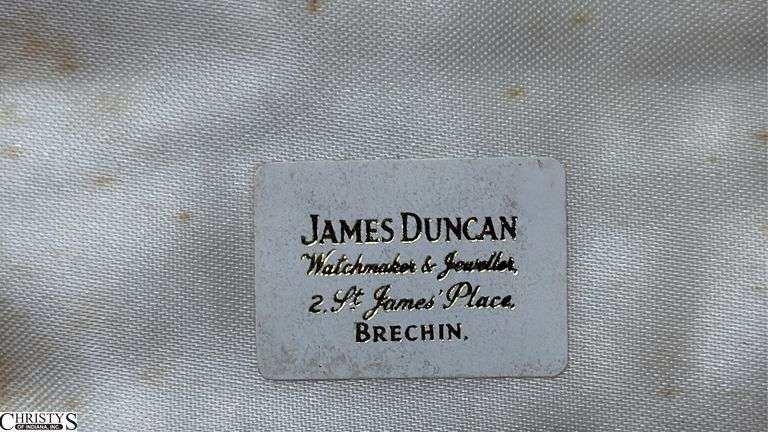 JAMES DUNCAN
Watchmaker & Jeweller,
2. St James' Place,
BRECHIN.
CHRISTY'S
OF INDIANA, INC.